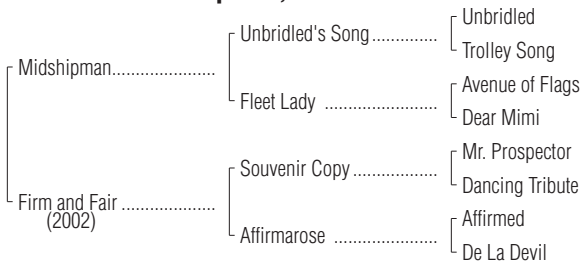 Unbridled
Unbridled's Song..............
Trolley Song
Midshipman......................
Avenue of Flags
Fleet Lady ........................
Dear Mimi
Mr. Prospector
Souvenir Copy..................
Dancing Tribute
Firm and Fair ....................
(2002)
Affirmed
Affirmarose ......................
De La Devil